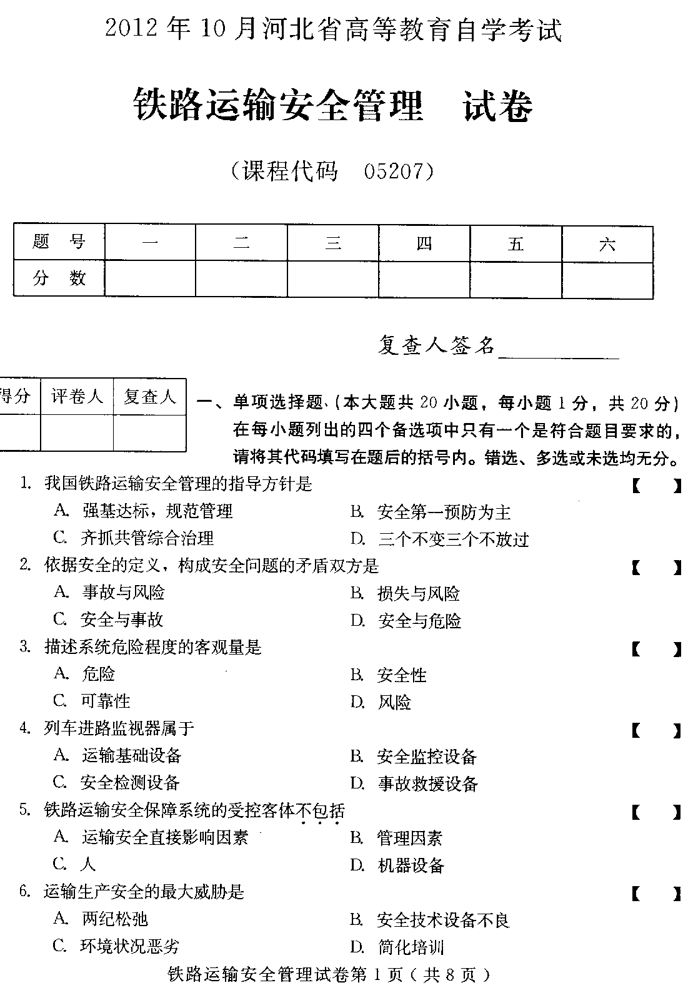 2012年10月河北省高等教育自学考试
铁路运输安全管理 试卷
(课程代码 05207)
题 号 一 二 三 四 五 六
分 数
复查人签名
得分 评卷人 复查人
一、单项选择题、(本大题共 20 小题，每小题 1 分，共 20 分)
在每小题列出的四个备选项中只有一个是符合题目要求的，
请将其代码填写在题后的括号内。错选、多选或未选均无分。
1. 我国铁路运输安全管理的指导方针是 【 】
A. 强基达标，规范管理 B. 安全第一预防为主
C. 齐抓共管综合治理 D. 三个不变三个不放过
2. 依据安全的定义，构成安全问题的矛盾双方是 【 】
A. 事故与风险 B. 损失与风险
C. 安全与事故 D. 安全与危险
3. 描述系统危险程度的客观量是 【 】
A. 危险 B. 安全性
C. 可靠性 D. 风险
4. 列车进路监视器属于 【 】
A. 运输基础设备 B. 安全监控设备
C. 安全检测设备 D. 事故救援设备
5. 铁路运输安全保障系统的受控客体不包括 【 】
A. 运输安全直接影响因素 B. 管理因素
C. 人 D. 机器设备
6. 运输生产安全的最大威胁是 【 】
A. 两纪松弛 B. 安全技术设备不良
C. 环境状况恶劣 D. 简化培训
铁路运输安全管理试卷第 1 页 ( 共 8 页 )